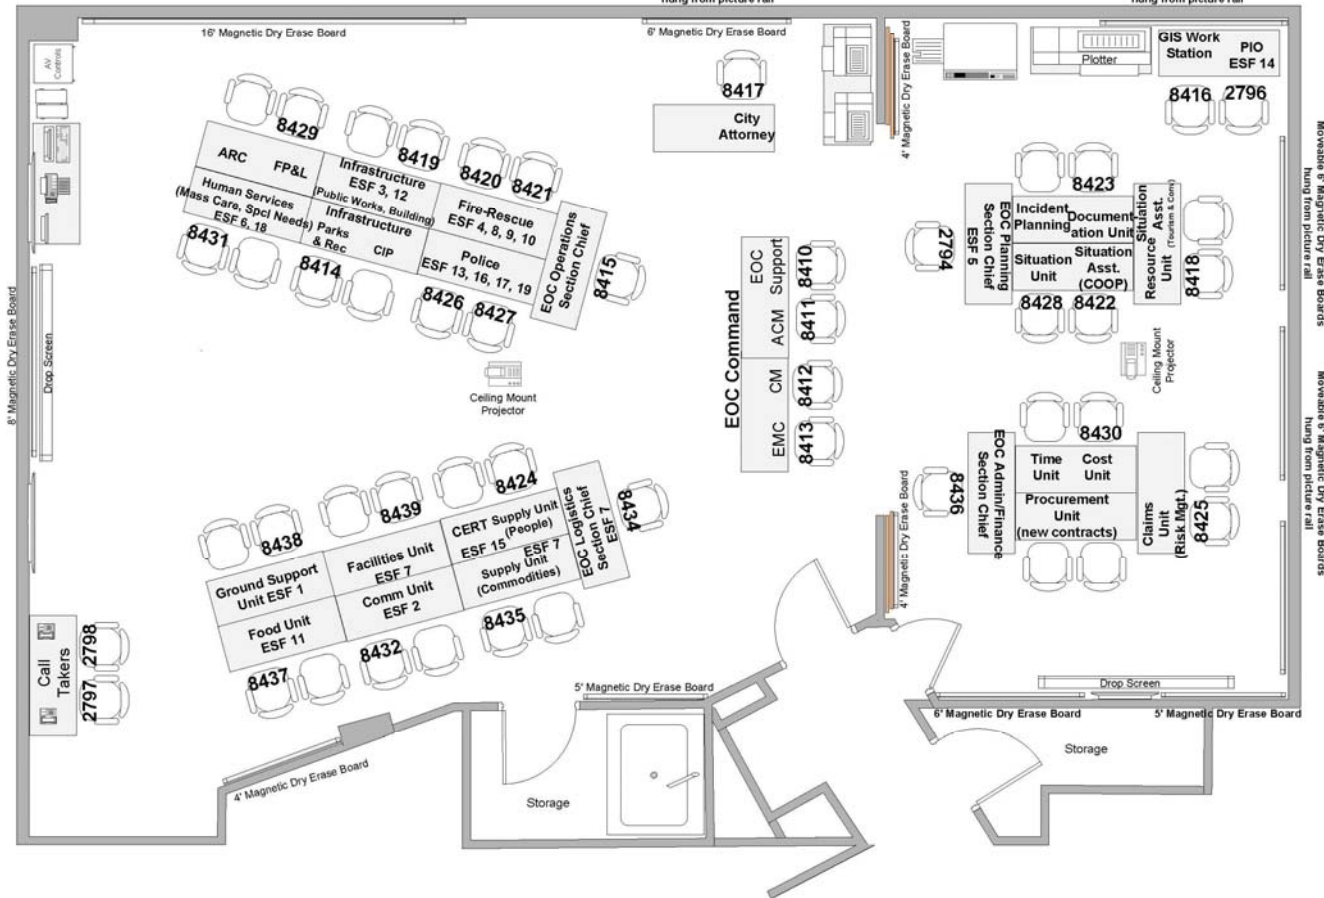 hung from picture rail
hung from picture rail
16' Magnetic Dry Erase Board
6' Magnetic Dry Erase Board
AV
Controls
8' Magnetic Dry Erase Board
Drop Screen
8429
8419
8420
8421
ARC
FP&L
Infrastructure
ESF 3, 12
(Public Works, Building)
Fire-Rescue
ESF 4, 8, 9, 10
Human Services
(Mass Care, Spcl Needs)
ESF 6, 18
Infrastructure
Parks
& Rec
CIP
Police
ESF 13, 16, 17, 19
EOC Operations
Section Chief
8415
8431
8414
8426
8427
Ceiling Mount
Projector
8417
City
Attorney
EOC Command
EOC
Support
ACM
CM
EMC
8410
8411
8412
8413
8438
8439
8424
8434
Ground Support
Unit ESF 1
Facilities Unit
ESF 7
CERT
ESF 15
Supply Unit
(People)
ESF 7
EOC Logistics
Section Chief
ESF 7
Food Unit
ESF 11
Comm Unit
ESF 2
Supply Unit
(Commodities)
8437
8432
8435
Call
Takers
2798
2797
4' Magnetic Dry Erase Board
5' Magnetic Dry Erase Board
Storage
4' Magnetic Dry Erase Board
4' Magnetic Dry Erase Board
Plotter
GIS Work
Station
PIO
ESF 14
8416
2796
8423
2794
EOC Planning
Section Chief
ESF 5
Incident
Planning
Document-
ation Unit
Situation
Unit
Situation
Asst.
(COOP)
Situation
Asst.
(Tourism & Conv)
Resource
Unit
8418
8428
8422
Ceiling Mount
Projector
8430
8436
EOC Admin/Finance
Section Chief
Time
Unit
Cost
Unit
Procurement
Unit
(new contracts)
Claims
Unit
(Risk Mgt.)
8425
Moveable 6' Magnetic Dry Erase Boards
hung from picture rail
Moveable 6' Magnetic Dry Erase Boards
hung from picture rail
Drop Screen
6' Magnetic Dry Erase Board
5' Magnetic Dry Erase Board
Storage